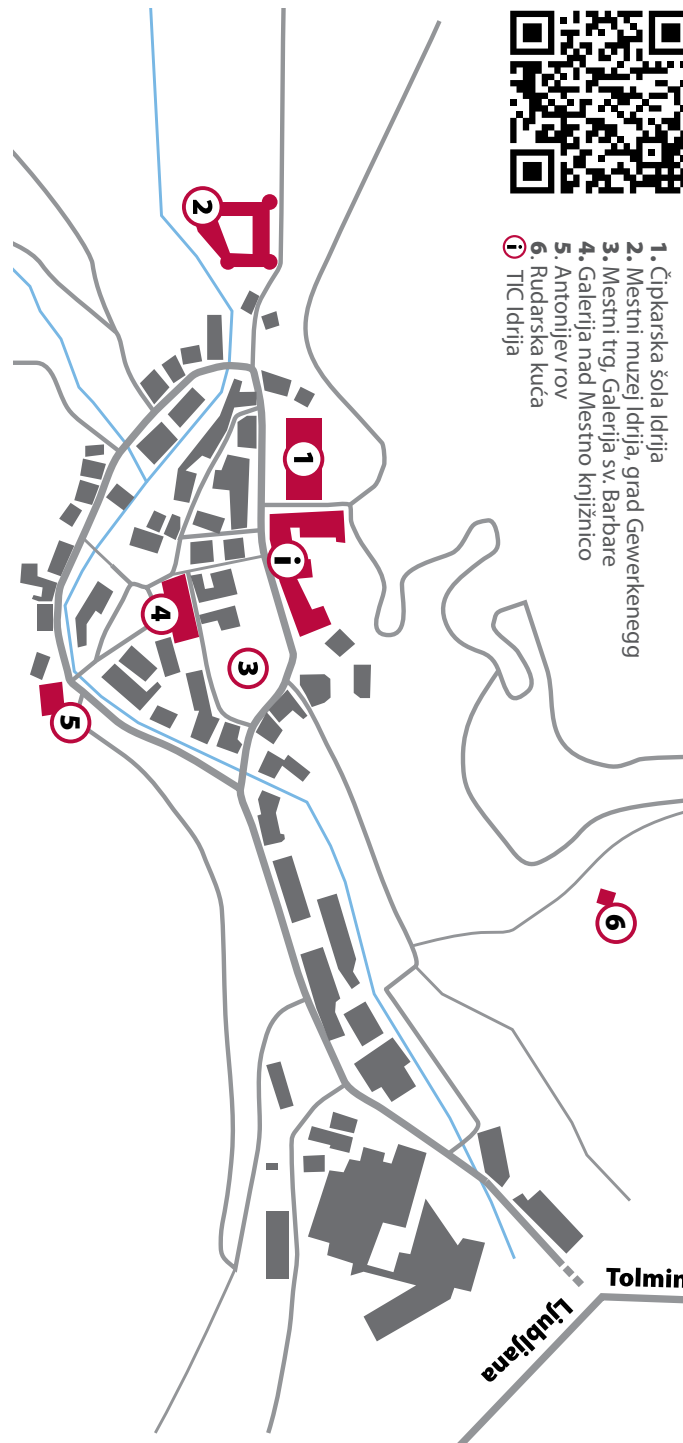 1. Čipkarska šola Idrija
2. Mestni muzej Idrija, grad Gewerkenegg
3. Mestni trg, Galerija sv. Barbare
4. Galerija nad Mestno knjižnico
5. Antonijev rov
6. Rudarska kuća
i TIC Idrija
2
1
i
4
3
5
6
Tolmin
Ljubljana